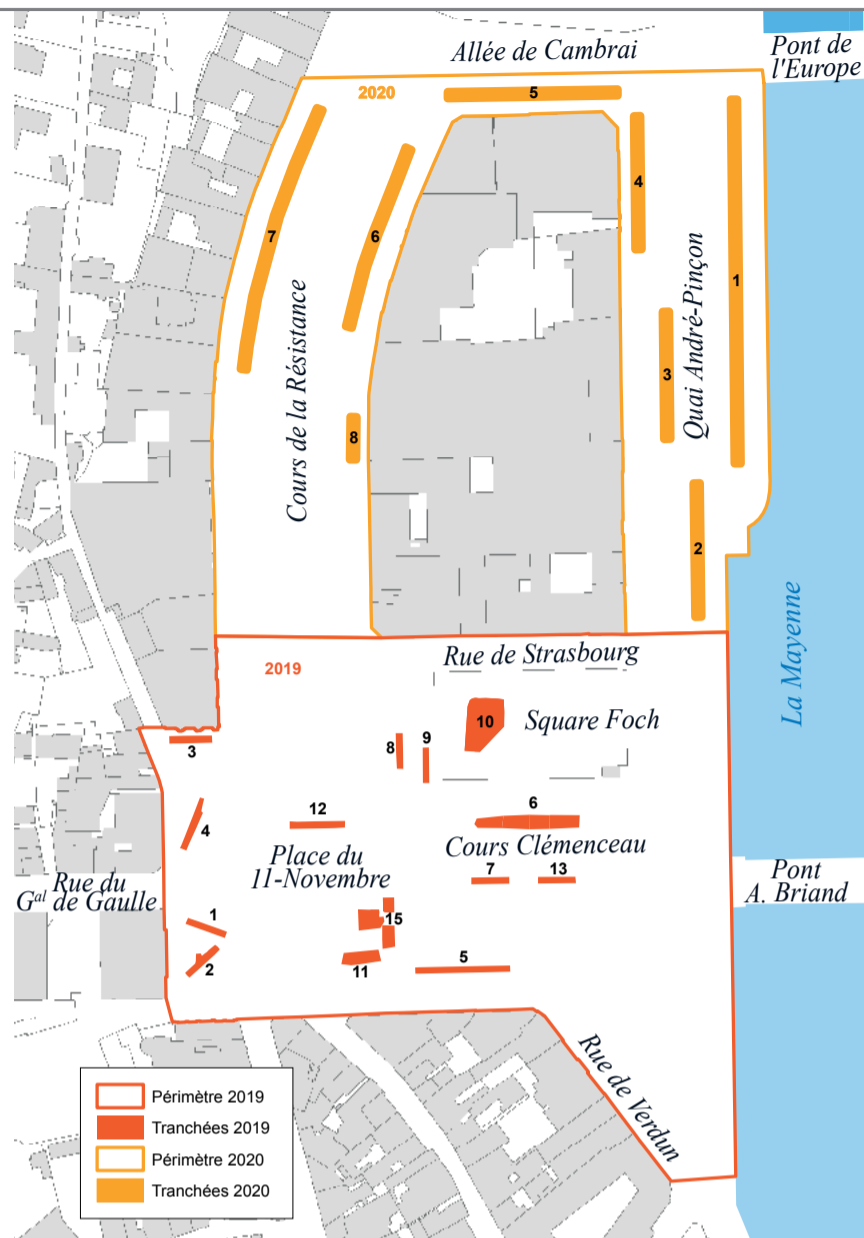 Allée de Cambrai
Pont de
l'Europe
2020
5
4
7
6
1
Quai André-Pinçon
Cours de la Résistance
3
8
2
La Mayenne
Rue de Strasbourg
2019
10
Square Foch
9
8
3
12
6
4
Cours Clémenceau
Place du
11-Novembre
7
13
Pont
A. Briand
Rue du
Gal de Gaulle
1
15
2
11
5
Rue de Verdun
Périmètre 2019
Tranchées 2019
Périmètre 2020
Tranchées 2020